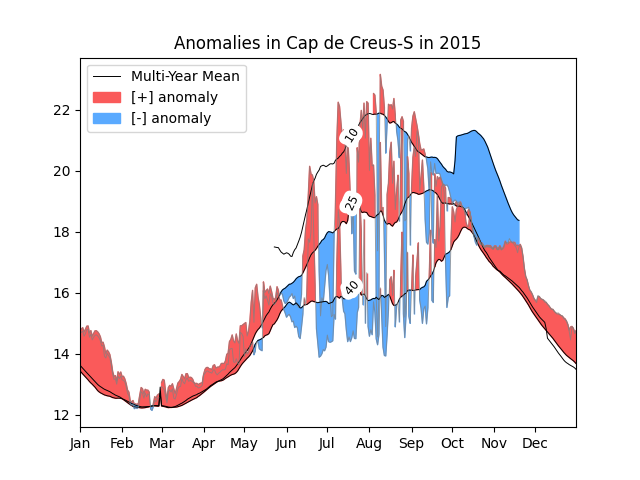 Anomalies in Cap de Creus-S in 2015
Multi-Year Mean
[+] anomaly
[-] anomaly
10
25
40
22
20
18
16
14
12
Jan Feb Mar Apr May Jun Jul Aug Sep Oct Nov Dec